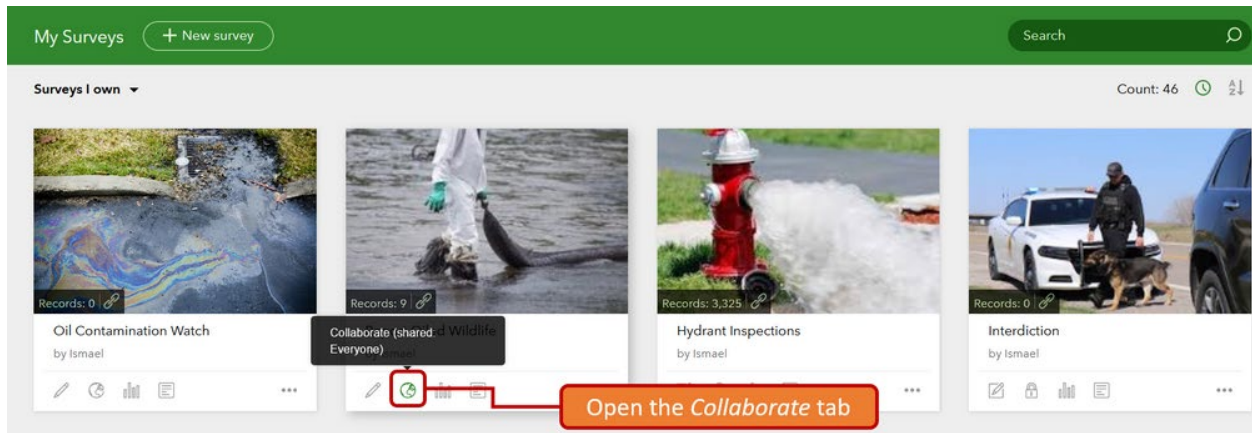 My Surveys
+ New survey
Search
Surveys I own
Count: 46
A
Z
Records: 0
Records: 9
Records: 3,325
Records: 0
Oil Contamination Watch
by Ismael
Collaborate (shared:
Everyone)
Wildlife
Hydrant Inspections
by Ismael
Interdiction
by Ismael
Open the Collaborate tab